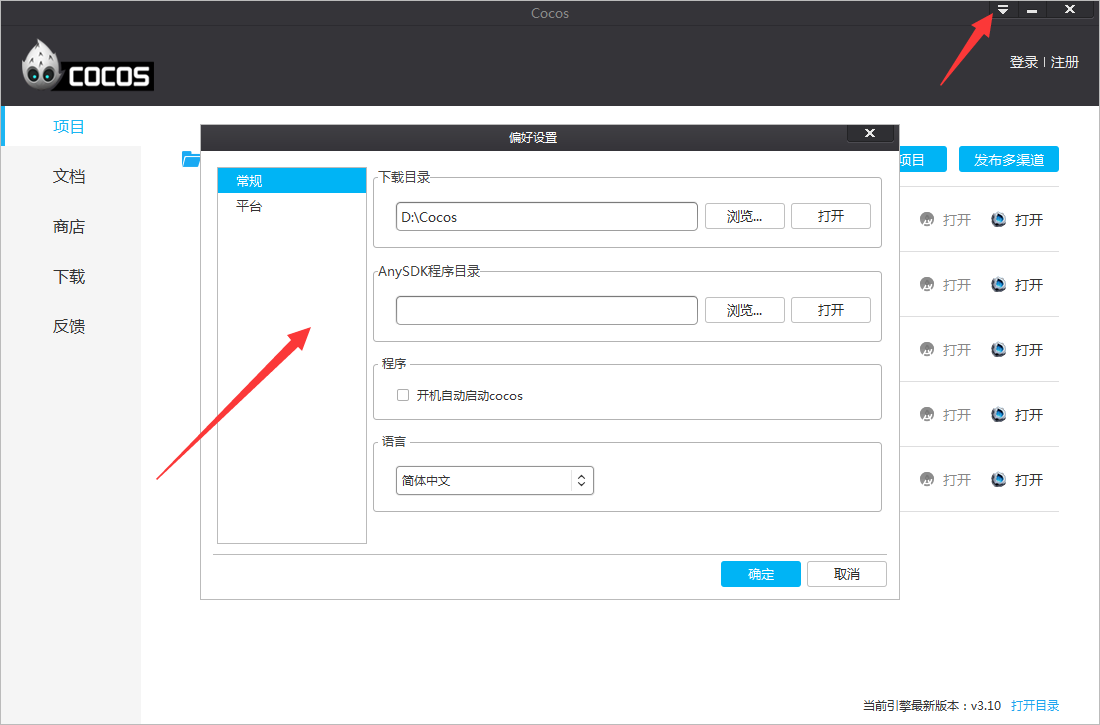 Cocos
COCOS
登录 | 注册
项目
文档
商店
下载
反馈
项目
发布多渠道
偏好设置
常规
平台
下载目录
D:\Cocos
浏览...
打开
AnySDK程序目录
浏览...
打开
程序
开机自动启动cocos
语言
简体中文
确定
取消
打开 打开
打开 打开
打开 打开
打开 打开
打开 打开
当前引擎最新版本：v3.10 打开目录